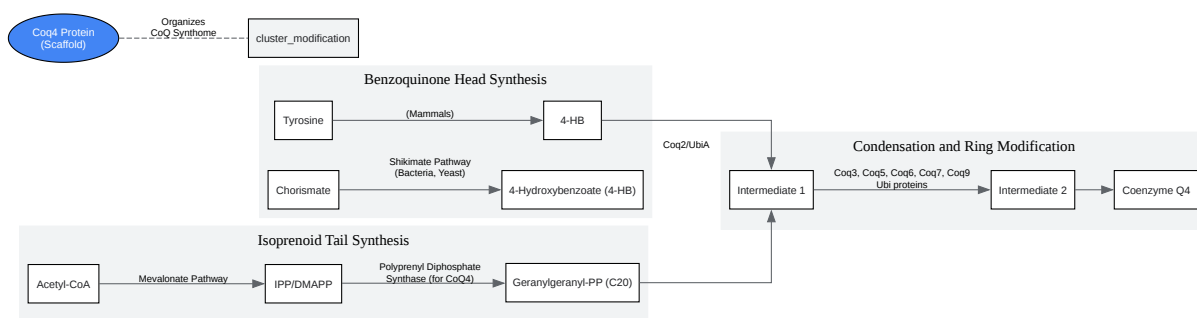 Coq4 Protein
(Scaffold)
Organizes
CoQ Synthome
cluster_modification
Benzoquinone Head Synthesis
Tyrosine
(Mammals)
4-HB
Chorismate
Shikimate Pathway
(Bacteria, Yeast)
4-Hydroxybenzoate (4-HB)
Coq2/UbiA
Condensation and Ring Modification
Intermediate 1
Coq3, Coq5, Coq6, Coq7, Coq9
Ubi proteins
Intermediate 2
Coenzyme Q4
Isoprenoid Tail Synthesis
Acetyl-CoA
Mevalonate Pathway
IPP/DMAPP
Polyprenyl Diphosphate
Synthase (for CoQ4)
Geranylgeranyl-PP (C20)